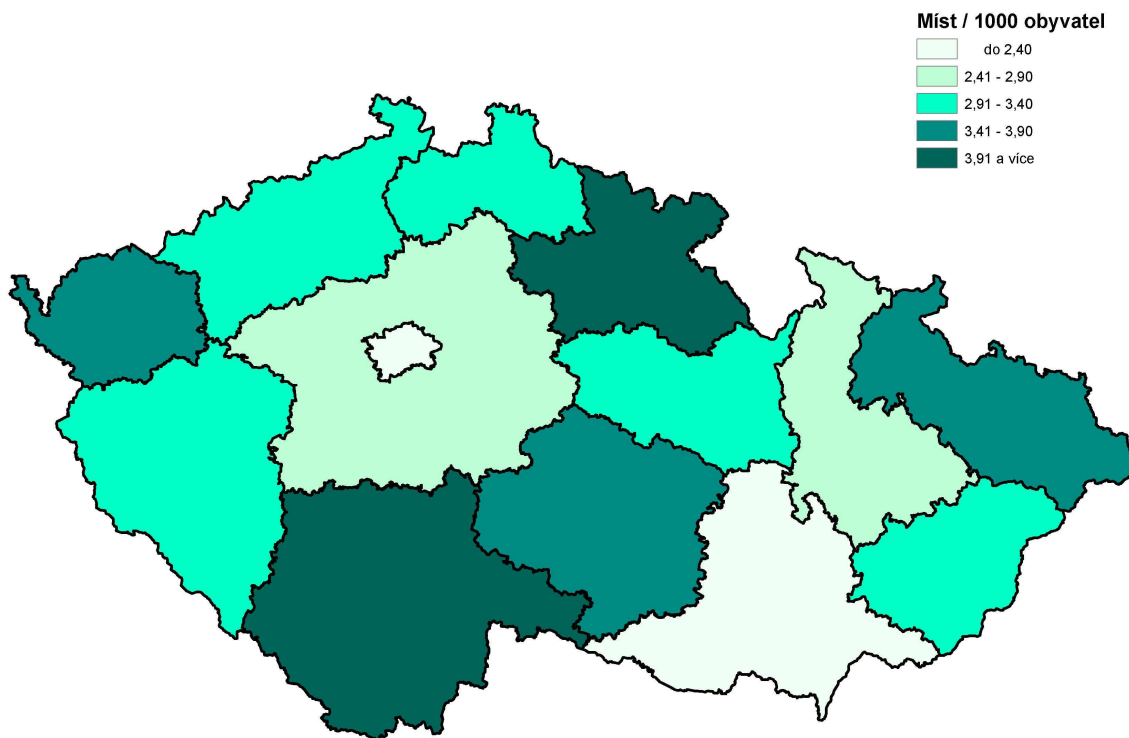 Míst / 1000 obyvatel
do 2,40
2,41 - 2,90
2,91 - 3,40
3,41 - 3,90
3,91 a více